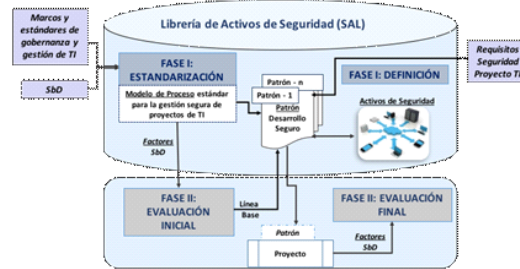 Marcos y
estándares de
gobernanza y
gestión de TI
SbD
Librería de Activos de Seguridad (SAL)
FASE I:
ESTANDARIZACIÓN
Modelo de Proceso estándar
para la gestión segura de
proyectos de TI
Patrón - n
Patrón - 1
Patrón
Desarrollo
Seguro
FASE I: DEFINICIÓN
Activos de Seguridad
Requisitos
Seguridad
Proyecto TI
Factores
SbD
FASE II:
EVALUACIÓN
INICIAL
Línea
Base
Patrón
Proyecto
FASE II: EVALUACIÓN
FINAL
Factores
SbD